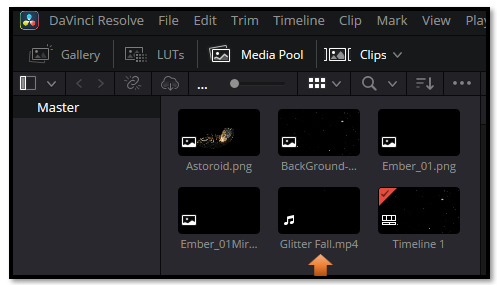 DaVinci Resolve File Edit Trim Timeline Clip Mark View
Gallery LUTs Media Pool Clips
...
Master
Astoroid.png BackGround-... Ember_01.png
Ember_01Mir... Glitter Fall.mp4 Timeline 1